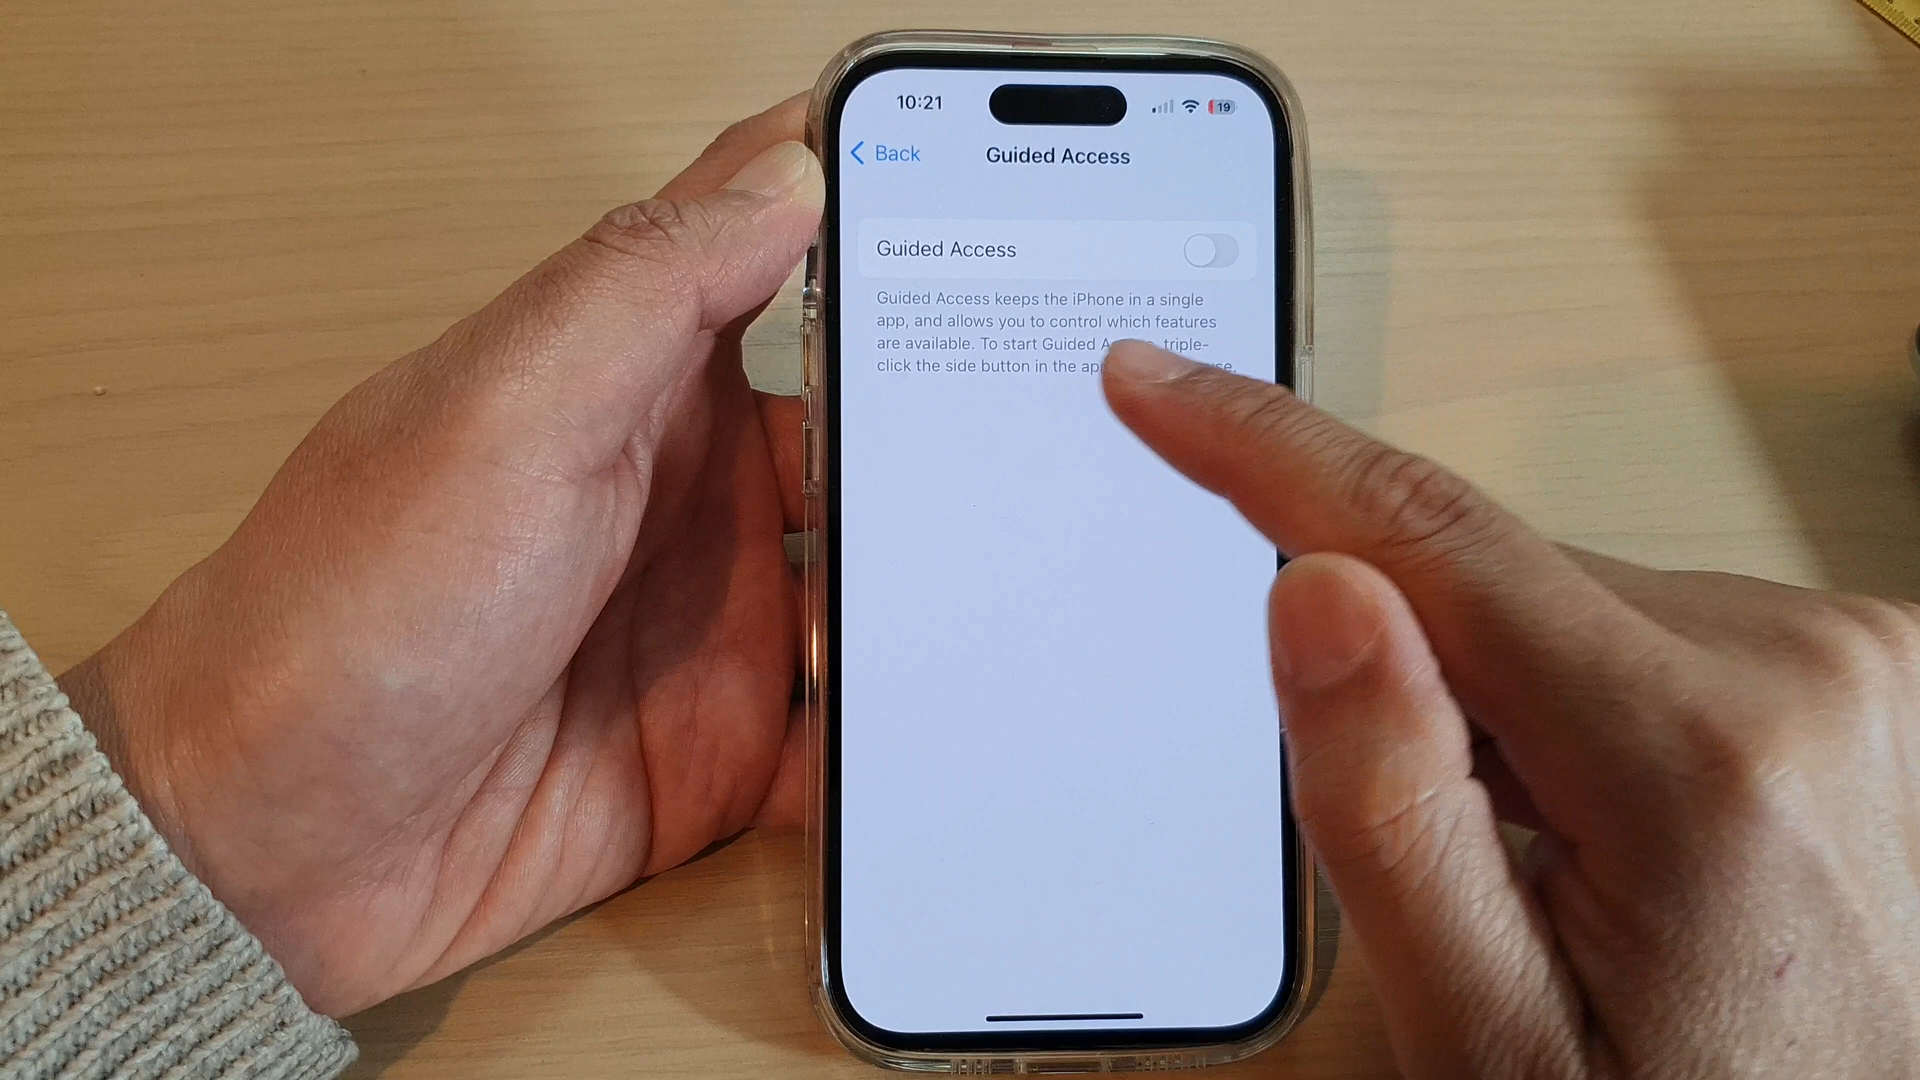 10:21
19
Back
Guided Access
Guided Access
Guided Access keeps the iPhone in a single
app, and allows you to control which features
are available. To start Guided triple-
click the side button in the